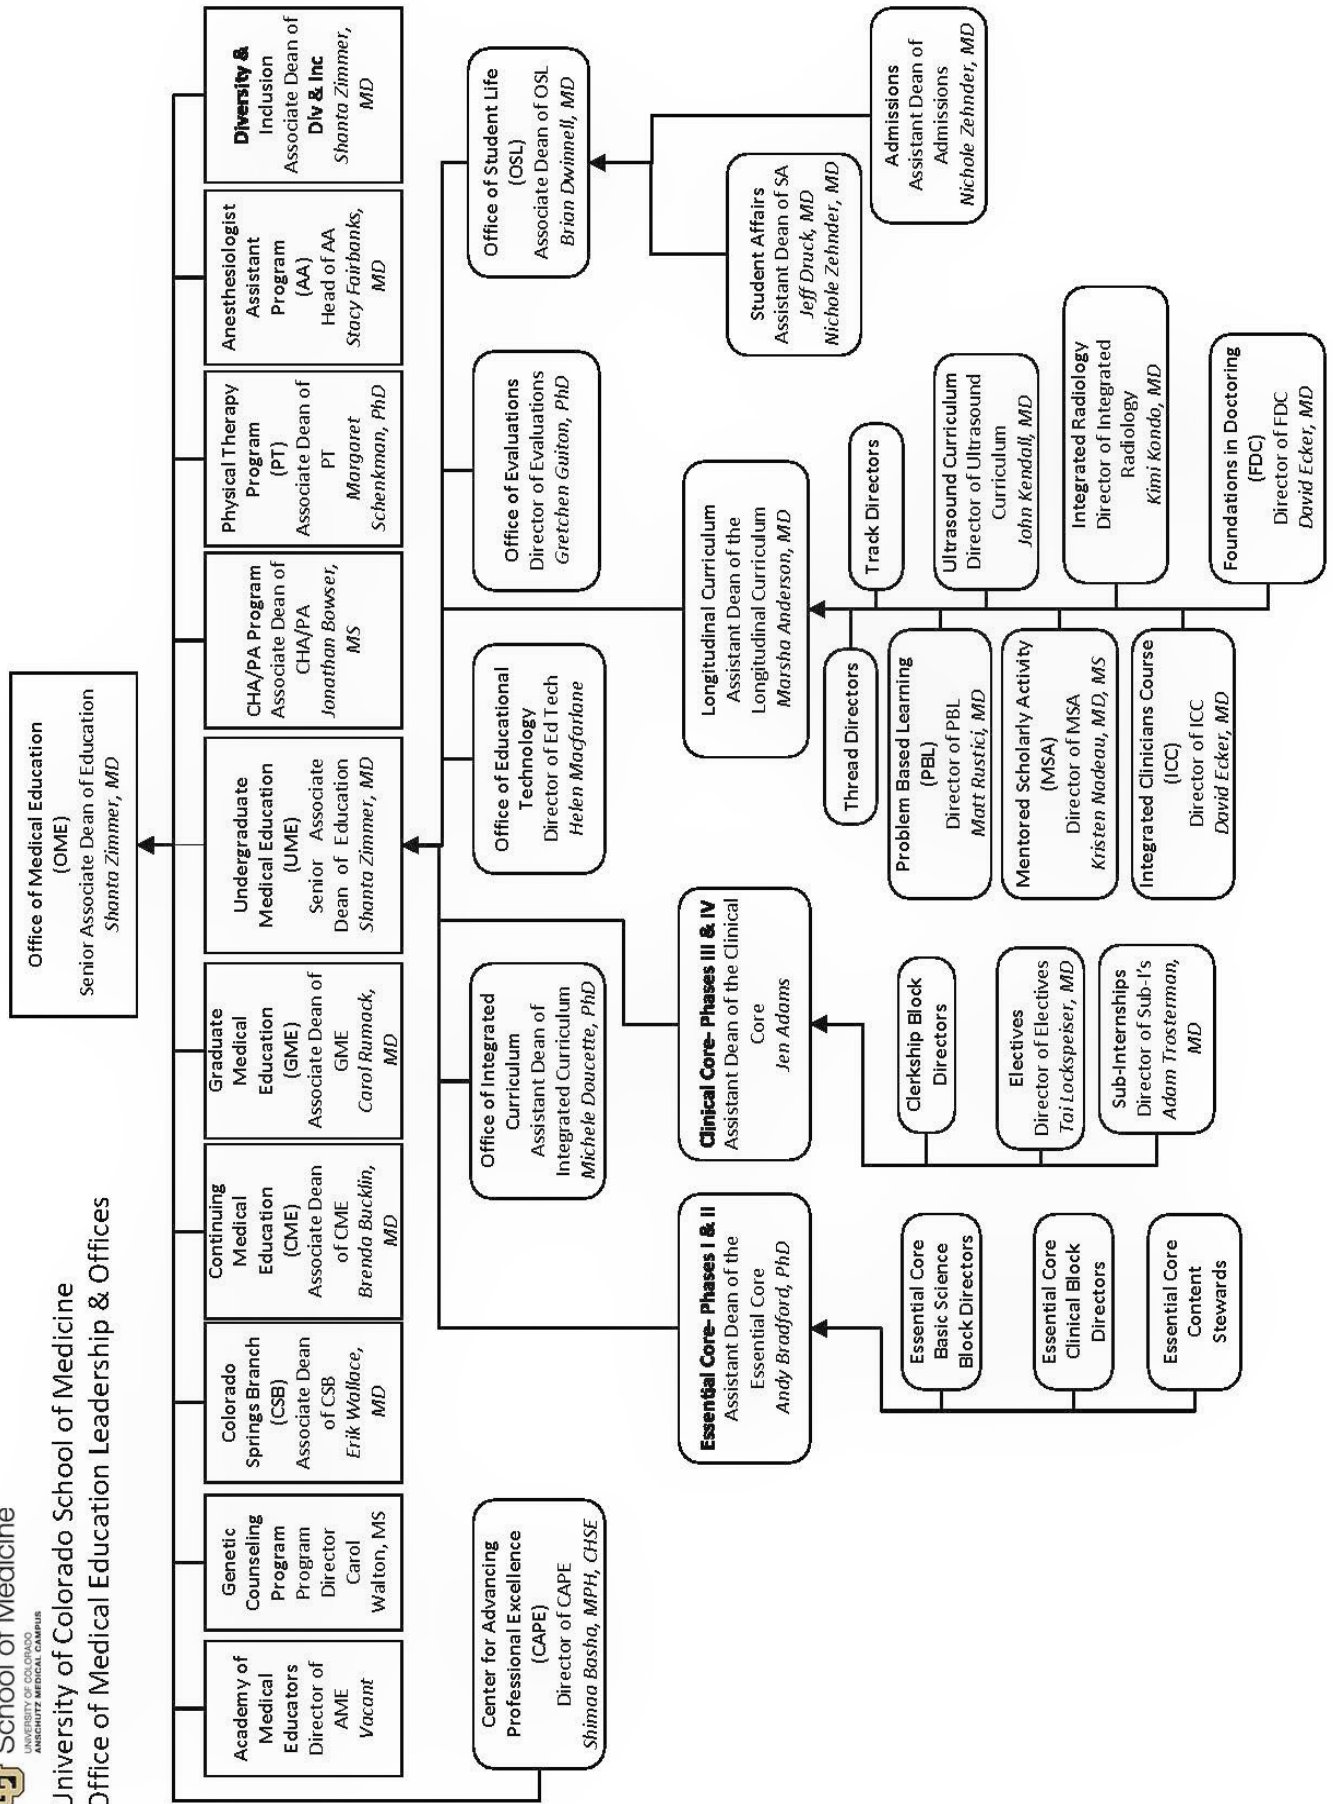 School of Medicine
UNIVERSITY OF COLORADO
ANSCHUTZ MEDICAL CAMPUS
University of Colorado School of Medicine
Office of Medical Education Leadership & Offices
Office of Medical Education
(OME)
Senior Associate Dean of Education
Shanta Zimmer, MD
Academy of
Medical
Educators
Director of
AME
Vacant
Genetic
Counseling
Program
Program
Director
Carol
Walton, MS
Colorado
Springs Branch
(CSB)
Associate Dean
of CSB
Erik Wallace,
MD
Continuing
Medical
Education
(CME)
Associate Dean
of CME
Brenda Bucklin,
MD
Graduate
Medical
Education
(GME)
Associate Dean of
GME
Carol Rumack,
MD
Undergraduate
Medical Education
(UME)
Senior Associate
Dean of Education
Shanta Zimmer, MD
CHA/PA Program
Associate Dean of
CHA/PA
Jonathan Bowser,
MS
Physical Therapy
Program
(PT)
Associate Dean of
PT
Margaret
Schenkman, PhD
Anesthesiologist
Assistant
Program
(AA)
Head of AA
Stacy Fairbanks,
MD
Diversity &
Inclusion
Associate Dean of
Div & Inc
Shanta Zimmer,
MD
Center for Advancing
Professional Excellence
(CAPE)
Director of CAPE
Shimaa Basha, MPH, CHSE
Office of Integrated
Curriculum
Assistant Dean of
Integrated Curriculum
Michele Doucette, PhD
Office of Educational
Technology
Director of Ed Tech
Helen Macfarlane
Office of Evaluations
Director of Evaluations
Gretchen Guiton, PhD
Office of Student Life
(OSL)
Associate Dean of OSL
Brian Dwinnell, MD
Essential Core- Phases I & II
Assistant Dean of the
Essential Core
Andy Bradford, PhD
Clinical Core- Phases III & IV
Assistant Dean of the Clinical
Core
Jen Adams
Longitudinal Curriculum
Assistant Dean of the
Longitudinal Curriculum
Marsha Anderson, MD
Student Affairs
Assistant Dean of SA
Jeff Druck, MD
Nichole Zehnder, MD
Admissions
Assistant Dean of
Admissions
Nichole Zehnder, MD
Essential Core
Basic Science
Block Directors
Essential Core
Clinical Block
Directors
Essential Core
Content
Stewards
Clerkship Block
Directors
Electives
Director of Electives
Tai Lockspeiser, MD
Sub-Internships
Director of Sub-I's
Adam Trosterman,
MD
Thread Directors
Track Directors
Problem Based Learning
(PBL)
Director of PBL
Matt Rustici, MD
Ultrasound Curriculum
Director of Ultrasound
Curriculum
John Kendall, MD
Mentored Scholarly Activity
(MSA)
Director of MSA
Kristen Nadeau, MD, MS
Integrated Radiology
Director of Integrated
Radiology
Kimi Kondo, MD
Integrated Clinicians Course
(ICC)
Director of ICC
David Ecker, MD
Foundations in Doctoring
(FDC)
Director of FDC
David Ecker, MD